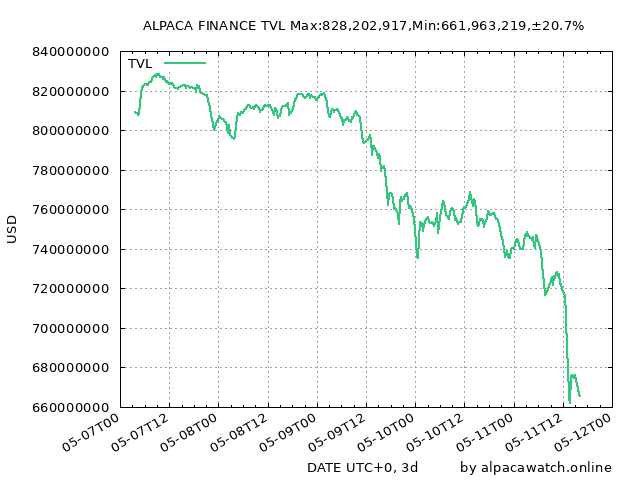 ALPACA FINANCE TVL Max:828,202,917,Min:661,963,219,±20.7%
TVL
840000000
820000000
800000000
780000000
760000000
740000000
720000000
700000000
680000000
660000000
USD
05-07T00
05-07T12
05-08T00
05-08T12
05-09T00
05-09T12
05-10T00
05-10T12
05-11T00
05-11T12
05-12T00
DATE UTC+0, 3d
by alpacawatch.online